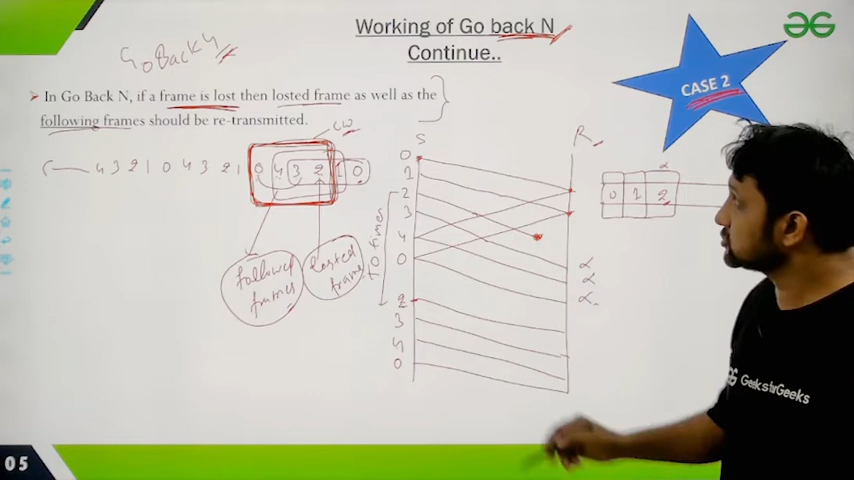 Working of Go back N
Continue..
GoBackN
CASE 2
➤ In Go Back N, if a frame is lost then losted frame as well as the
following frames should be re-transmitted.
CW
4 3 2 1 0 4 3 2 1 0 4 3 2 1 0
followed
frames
losted
frame
TO timer
S
R
0
1
2
3
4
0
2
3
4
0
α
α
α
α
0 1 2
GeeksforGeeks
05